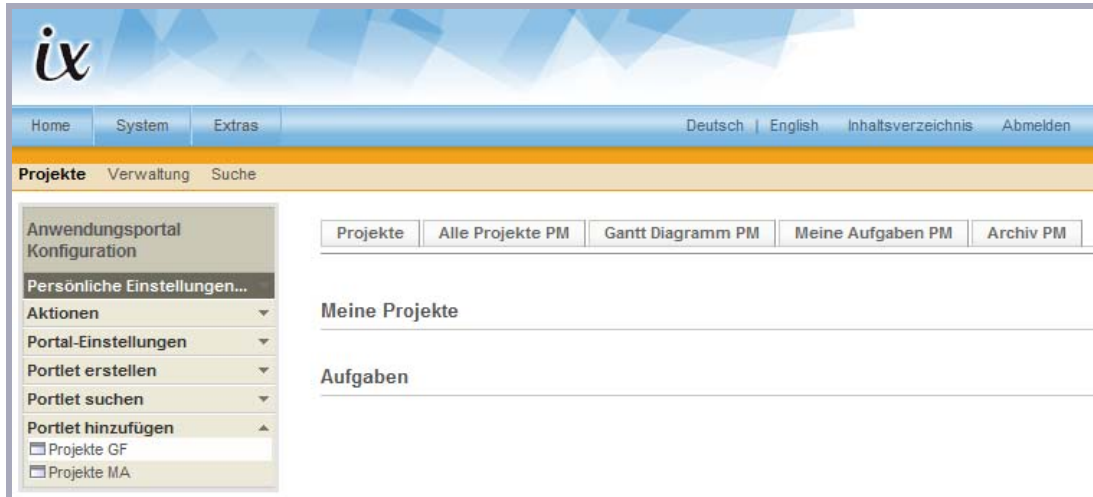 ix
Home System Extras Deutsch | English Inhaltsverzeichnis Abmelden
Projekte Verwaltung Suche
Anwendungsportal
Konfiguration
Persönliche Einstellungen...
Aktionen
Portal-Einstellungen
Portlet erstellen
Portlet suchen
Portlet hinzufügen
Projekte GF
Projekte MA
Projekte Alle Projekte PM Gantt Diagramm PM Meine Aufgaben PM Archiv PM
Meine Projekte
Aufgaben